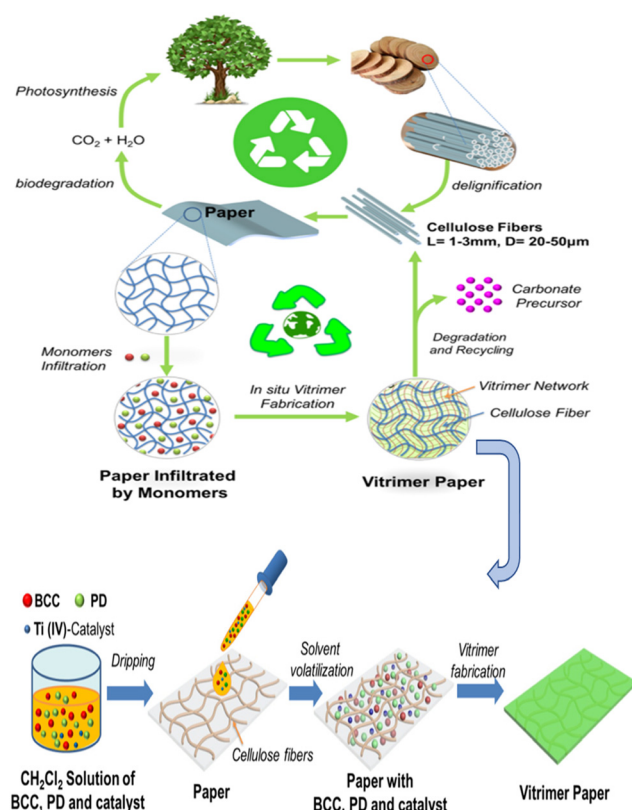 Photosynthesis
CO2 + H2O
biodegradation
delignification
Paper
Cellulose Fibers
L= 1-3mm, D= 20-50μm
Carbonate
Precursor
Degradation
and Recycling
Monomers
Infiltration
In situ Vitrimer
Fabrication
Vitrimer Network
Cellulose Fiber
Paper Infiltrated
by Monomers
Vitrimer Paper
BCC PD
Ti (IV)-Catalyst
Dripping
Solvent
volatilization
Vitrimer
fabrication
Cellulose fibers
CH2Cl2 Solution of
BCC, PD and catalyst
Paper
Paper with
BCC, PD and catalyst
Vitrimer Paper